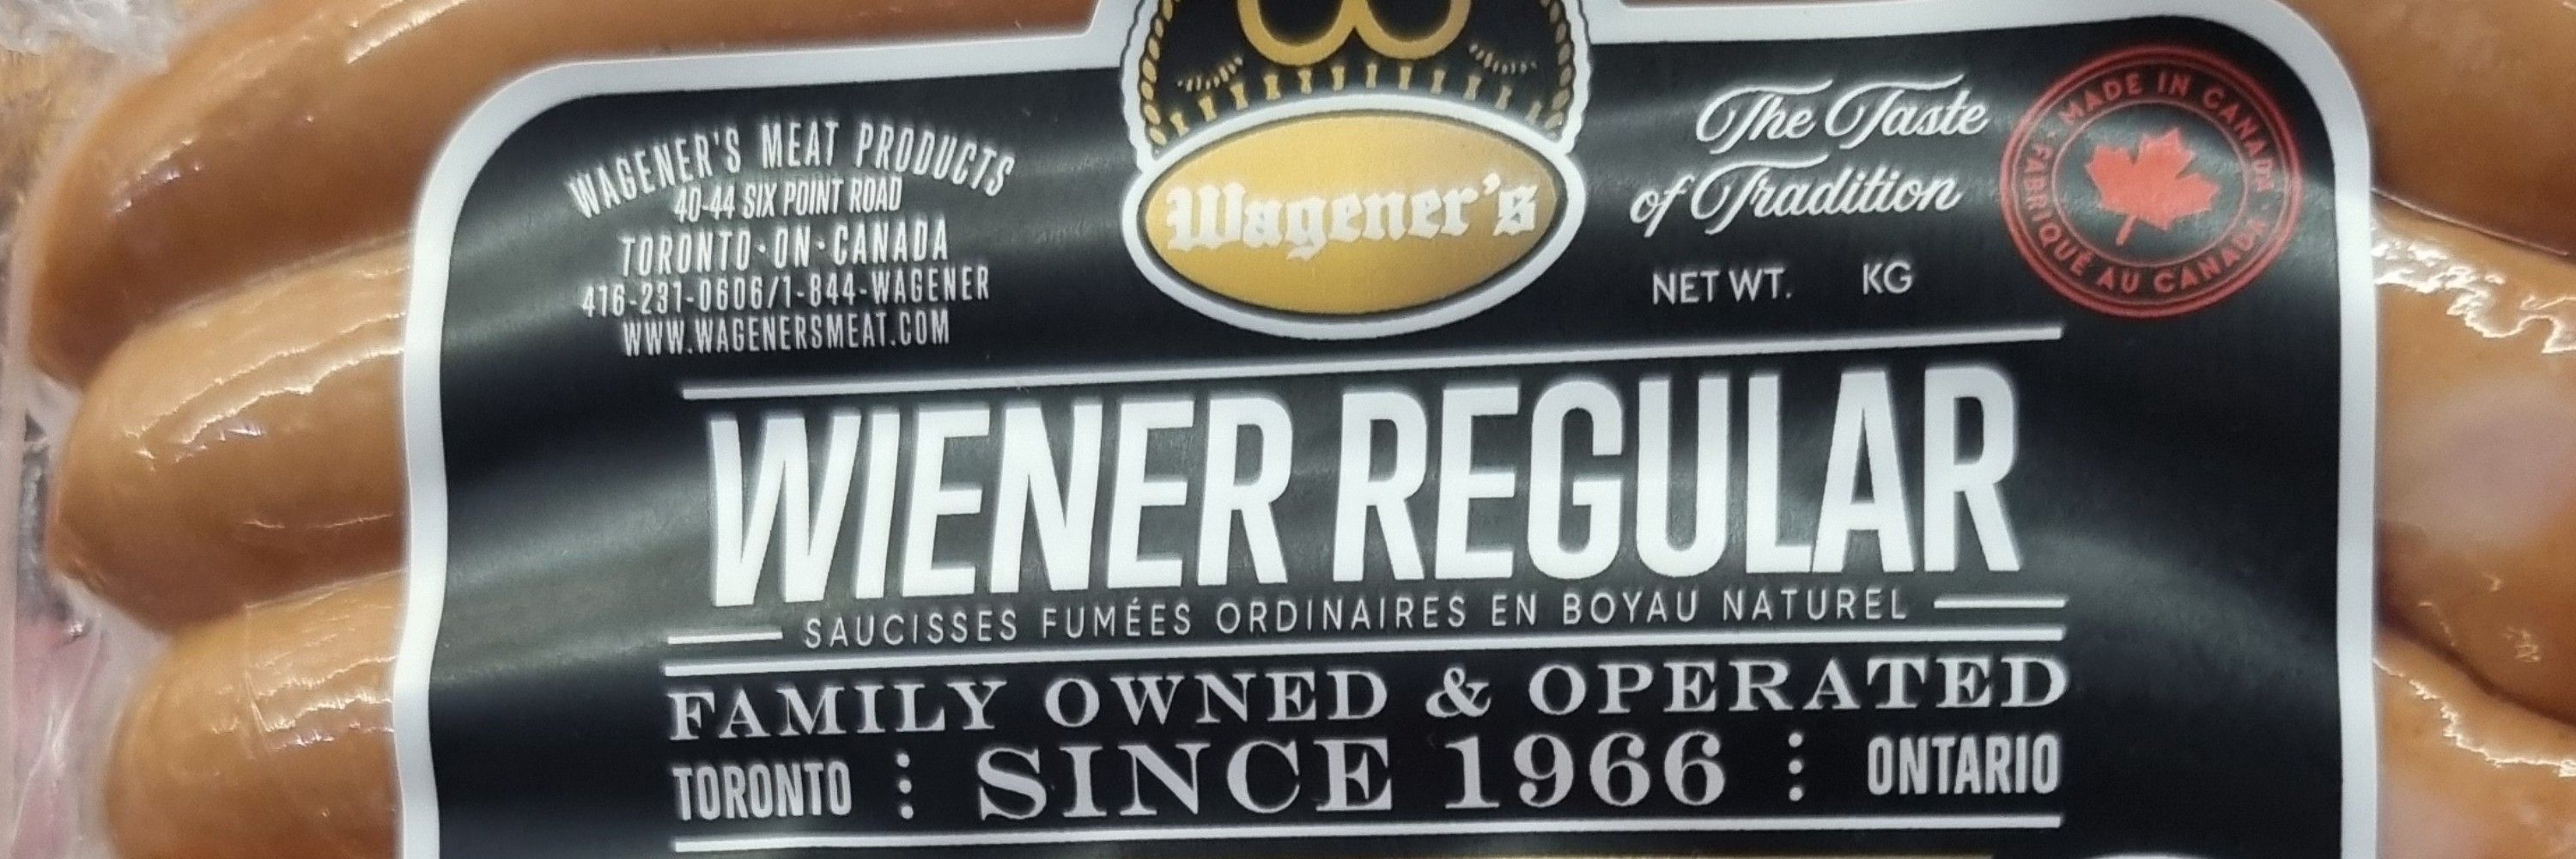 WAGENER'S MEAT PRODUCTS
40-44 SIX POINT ROAD
TORONTO·ON·CANADA
416-231-0606/1-844-WAGENER
WWW.WAGENERSMEAT.COM
Wagener's
The Taste
of Tradition
NET WT. KG
MADE IN CANADA
FABRIQUÉ AU CANADA
WIENER REGULAR
SAUCISSES FUMÉES ORDINAIRES EN BOYAU NATUREL
FAMILY OWNED & OPERATED
TORONTO SINCE 1966 ONTARIO